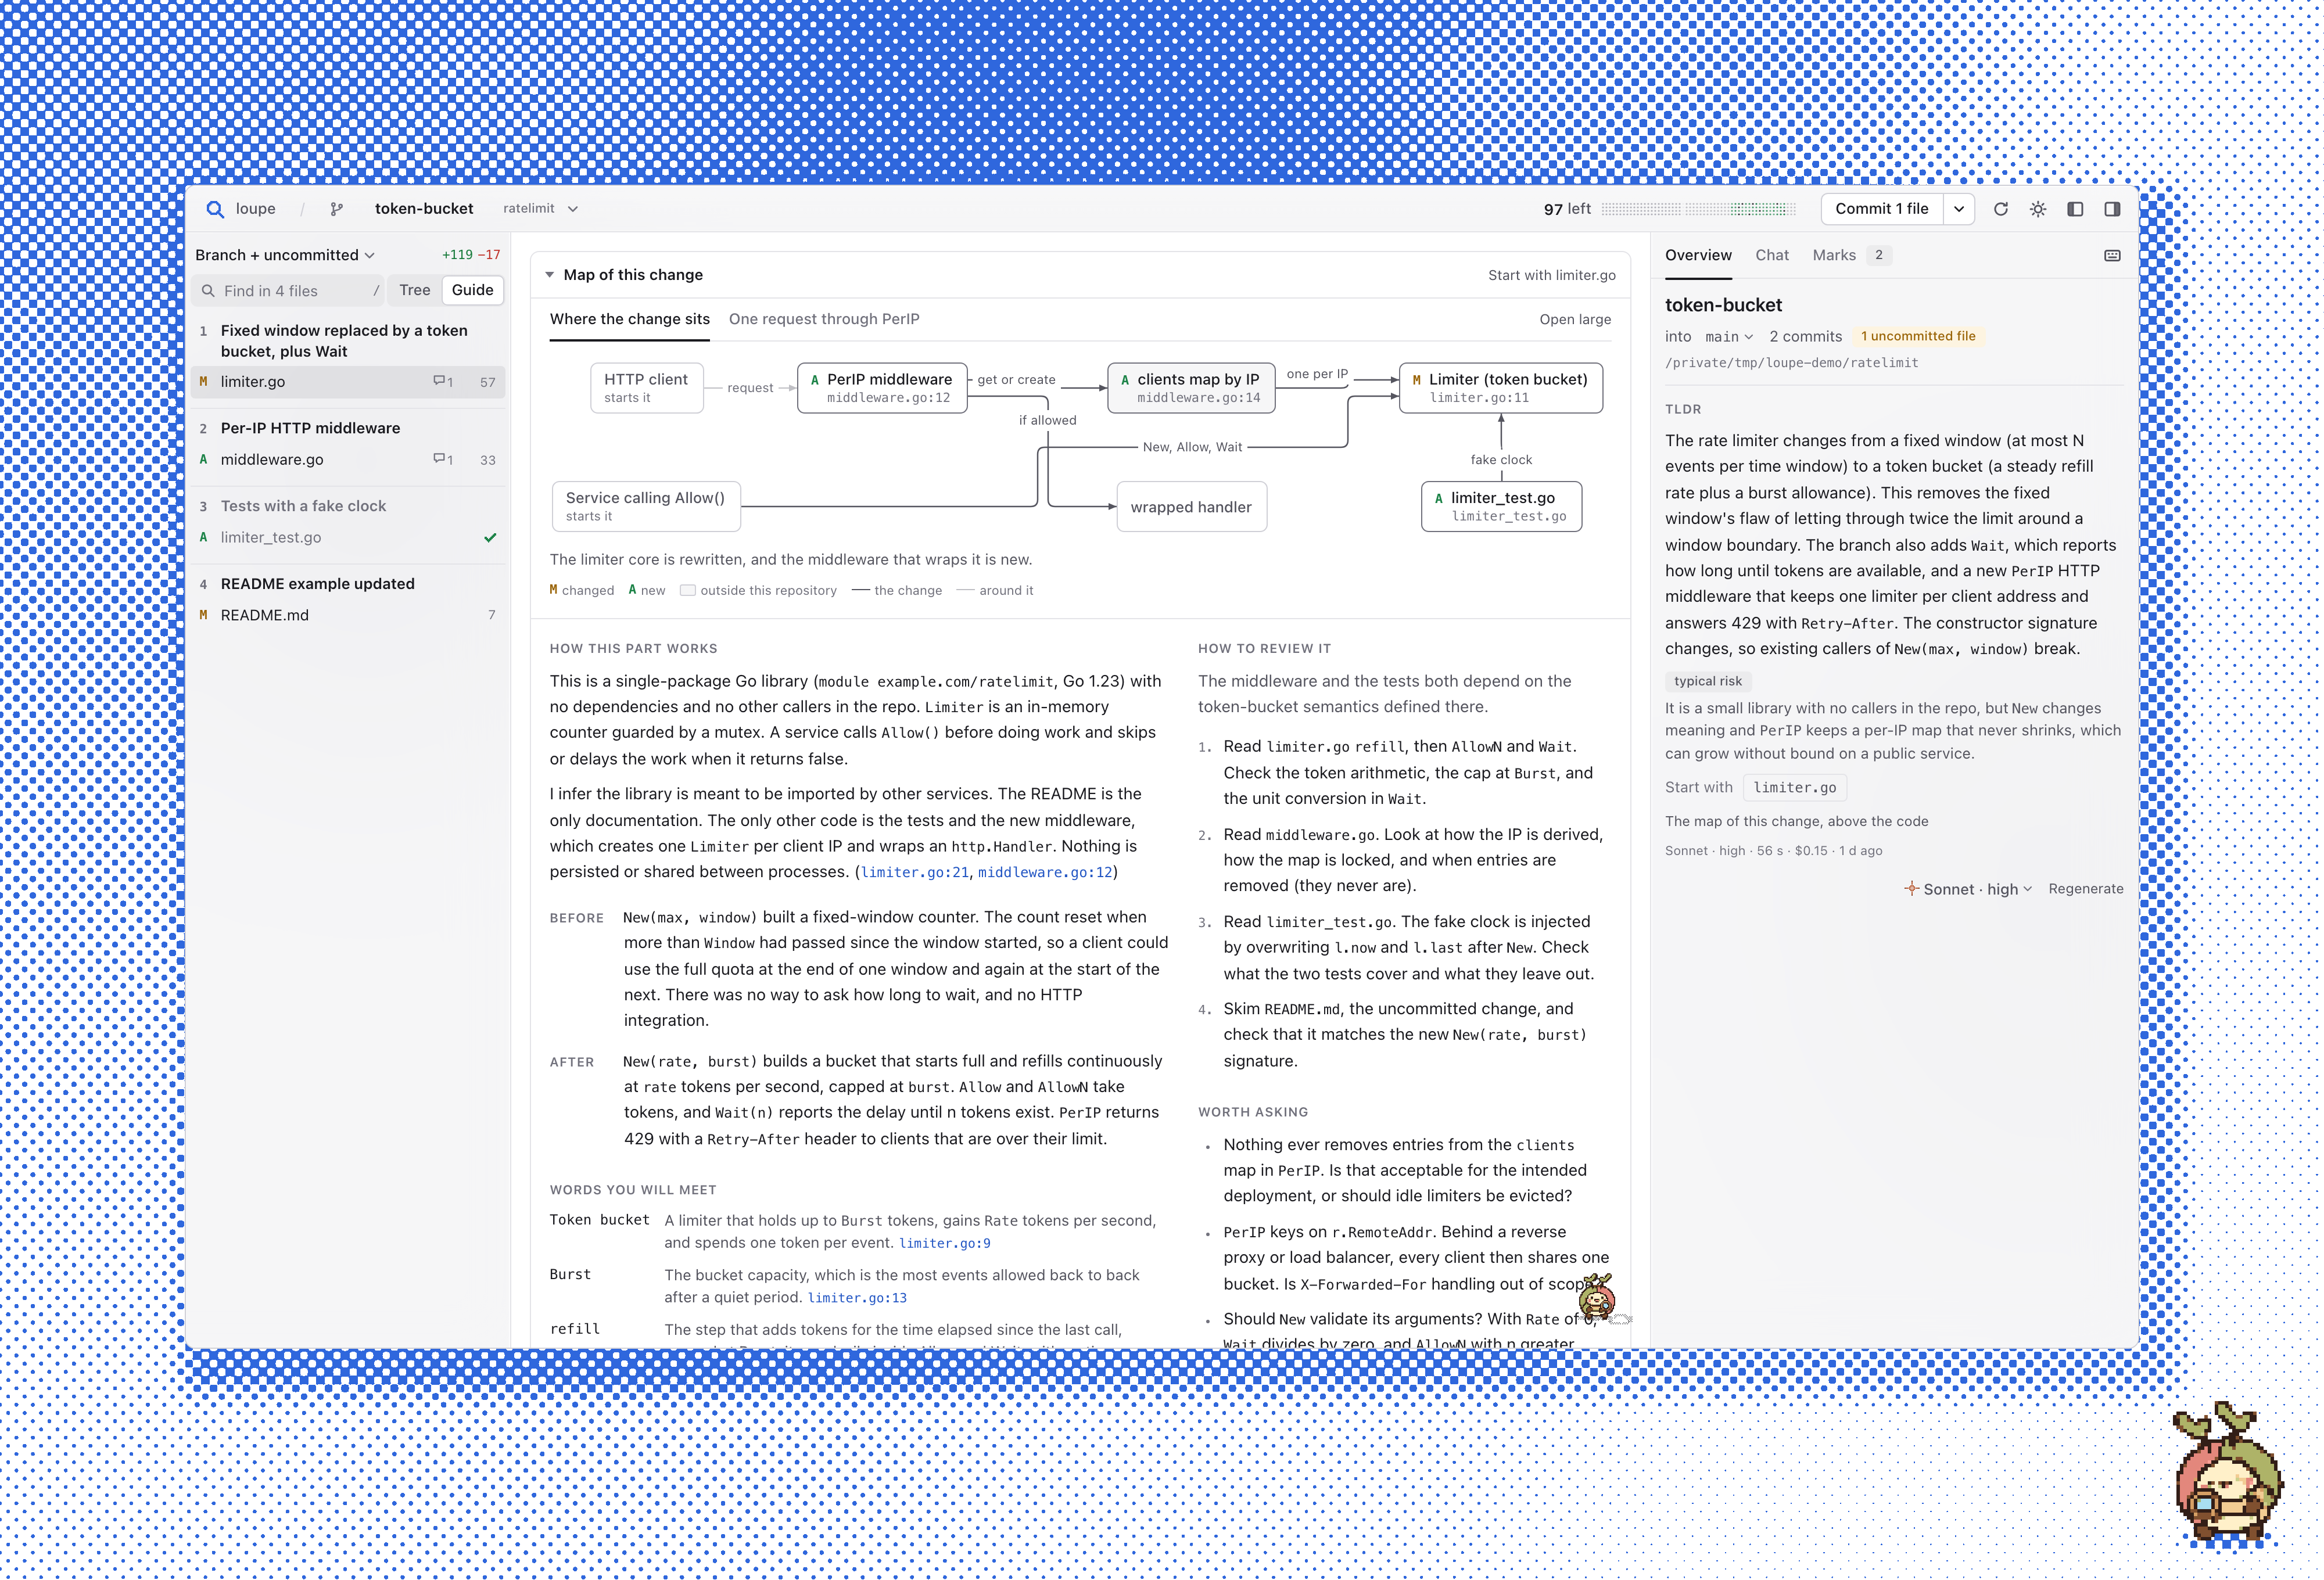 loupe / token-bucket ratelimit
97 left
Commit 1 file
Branch + uncommitted +119 −17
Find in 4 files / Tree Guide
1 Fixed window replaced by a token
bucket, plus Wait
M limiter.go 1 57
2 Per-IP HTTP middleware
A middleware.go 1 33
3 Tests with a fake clock
A limiter_test.go
4 README example updated
M README.md 7
Map of this change Start with limiter.go
Where the change sits One request through PerIP Open large
HTTP client
starts it
request
A PerIP middleware
middleware.go:12
get or create
A clients map by IP
middleware.go:14
one per IP
M Limiter (token bucket)
limiter.go:11
if allowed
New, Allow, Wait
fake clock
Service calling Allow()
starts it
wrapped handler
A limiter_test.go
limiter_test.go
The limiter core is rewritten, and the middleware that wraps it is new.
M changed A new outside this repository the change around it
HOW THIS PART WORKS
This is a single-package Go library (module example.com/ratelimit, Go 1.23) with
no dependencies and no other callers in the repo. Limiter is an in-memory
counter guarded by a mutex. A service calls Allow() before doing work and skips
or delays the work when it returns false.
I infer the library is meant to be imported by other services. The README is the
only documentation. The only other code is the tests and the new middleware,
which creates one Limiter per client IP and wraps an http.Handler. Nothing is
persisted or shared between processes. (limiter.go:21, middleware.go:12)
BEFORE New(max, window) built a fixed-window counter. The count reset when
more than Window had passed since the window started, so a client could
use the full quota at the end of one window and again at the start of the
next. There was no way to ask how long to wait, and no HTTP
integration.
AFTER New(rate, burst) builds a bucket that starts full and refills continuously
at rate tokens per second, capped at burst. Allow and AllowN take
tokens, and Wait(n) reports the delay until n tokens exist. PerIP returns
429 with a Retry-After header to clients that are over their limit.
WORDS YOU WILL MEET
Token bucket A limiter that holds up to Burst tokens, gains Rate tokens per second,
and spends one token per event. limiter.go:9
Burst The bucket capacity, which is the most events allowed back to back
after a quiet period. limiter.go:13
refill The step that adds tokens for the time elapsed since the last call,
HOW TO REVIEW IT
The middleware and the tests both depend on the
token-bucket semantics defined there.
1. Read limiter.go refill, then AllowN and Wait.
Check the token arithmetic, the cap at Burst, and
the unit conversion in Wait.
2. Read middleware.go. Look at how the IP is derived,
how the map is locked, and when entries are
removed (they never are).
3. Read limiter_test.go. The fake clock is injected
by overwriting l.now and l.last after New. Check
what the two tests cover and what they leave out.
4. Skim README.md, the uncommitted change, and
check that it matches the new New(rate, burst)
signature.
WORTH ASKING
• Nothing ever removes entries from the clients
map in PerIP. Is that acceptable for the intended
deployment, or should idle limiters be evicted?
• PerIP keys on r.RemoteAddr. Behind a reverse
proxy or load balancer, every client then shares one
bucket. Is X-Forwarded-For handling out of scope
• Should New validate its arguments? With Rate of 0,
Wait divides by zero, and AllowN with n greater
Overview Chat Marks 2
token-bucket
into main 2 commits 1 uncommitted file
/private/tmp/loupe-demo/ratelimit
TLDR
The rate limiter changes from a fixed window (at most N
events per time window) to a token bucket (a steady refill
rate plus a burst allowance). This removes the fixed
window's flaw of letting through twice the limit around a
window boundary. The branch also adds Wait, which reports
how long until tokens are available, and a new PerIP HTTP
middleware that keeps one limiter per client address and
answers 429 with Retry-After. The constructor signature
changes, so existing callers of New(max, window) break.
typical risk
It is a small library with no callers in the repo, but New changes
meaning and PerIP keeps a per-IP map that never shrinks, which
can grow without bound on a public service.
Start with limiter.go
The map of this change, above the code
Sonnet · high · 56 s · $0.15 · 1 d ago
Sonnet · high Regenerate